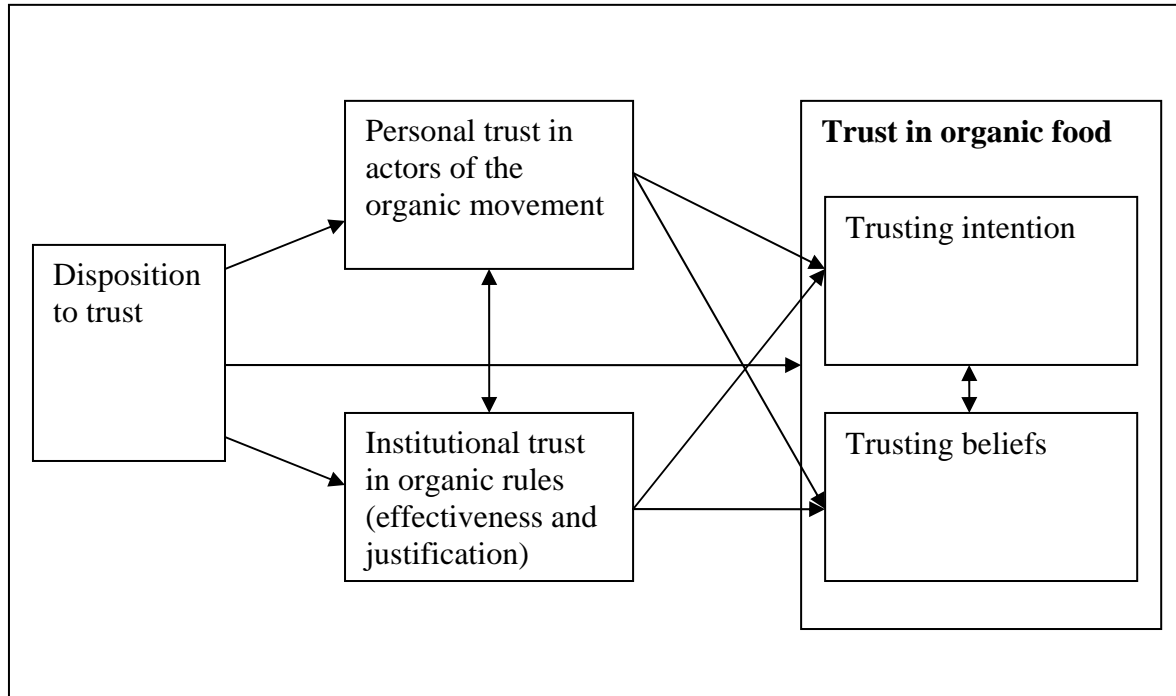 Disposition
to trust
Personal trust in
actors of the
organic movement
Institutional trust
in organic rules
(effectiveness and
justification)
Trust in organic food
Trusting intention
Trusting beliefs